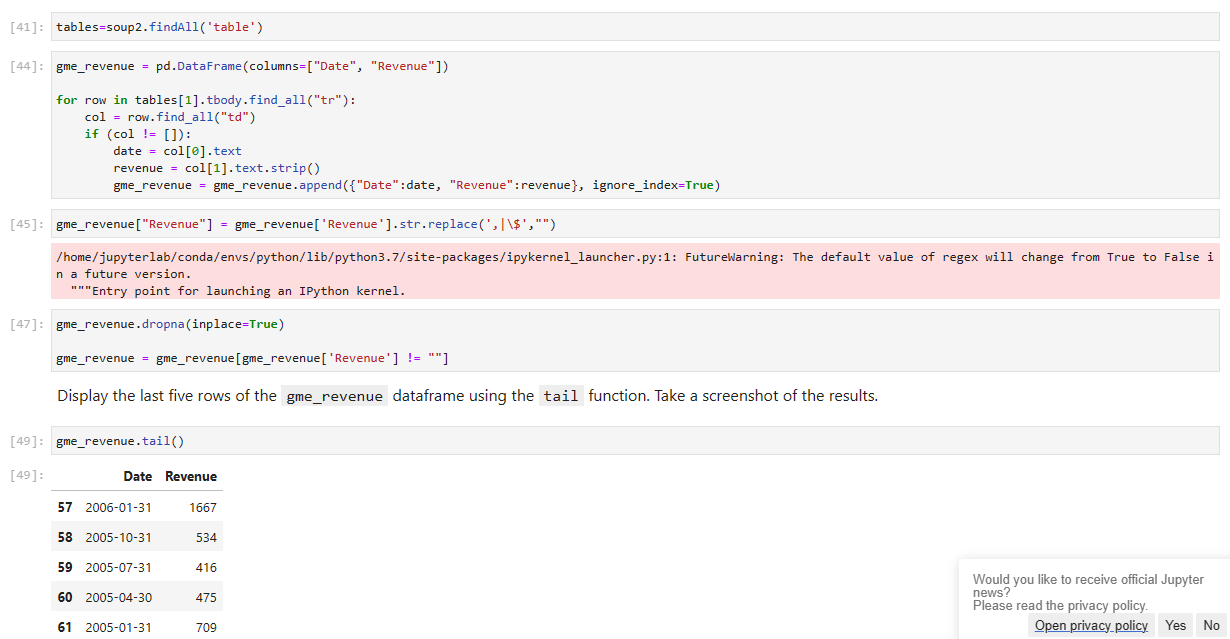 [41]: tables=soup2.findAll('table')
[44]: gme_revenue = pd.DataFrame(columns=["Date", "Revenue"])
for row in tables[1].tbody.find_all("tr"):
    col = row.find_all("td")
    if (col != []):
        date = col[0].text
        revenue = col[1].text.strip()
        gme_revenue = gme_revenue.append({"Date":date, "Revenue":revenue}, ignore_index=True)
[45]: gme_revenue["Revenue"] = gme_revenue['Revenue'].str.replace(',|\$',"")
/home/jupyterlab/conda/envs/python/lib/python3.7/site-packages/ipykernel_launcher.py:1: FutureWarning: The default value of regex will change from True to False i
n a future version.
  """Entry point for launching an IPython kernel.
[47]: gme_revenue.dropna(inplace=True)
gme_revenue = gme_revenue[gme_revenue['Revenue'] != ""]
Display the last five rows of the gme_revenue dataframe using the tail function. Take a screenshot of the results.
[49]: gme_revenue.tail()
[49]: Date Revenue
57 2006-01-31 1667
58 2005-10-31 534
59 2005-07-31 416
60 2005-04-30 475
61 2005-01-31 709
Would you like to receive official Jupyter
news?
Please read the privacy policy.
Open privacy policy Yes No